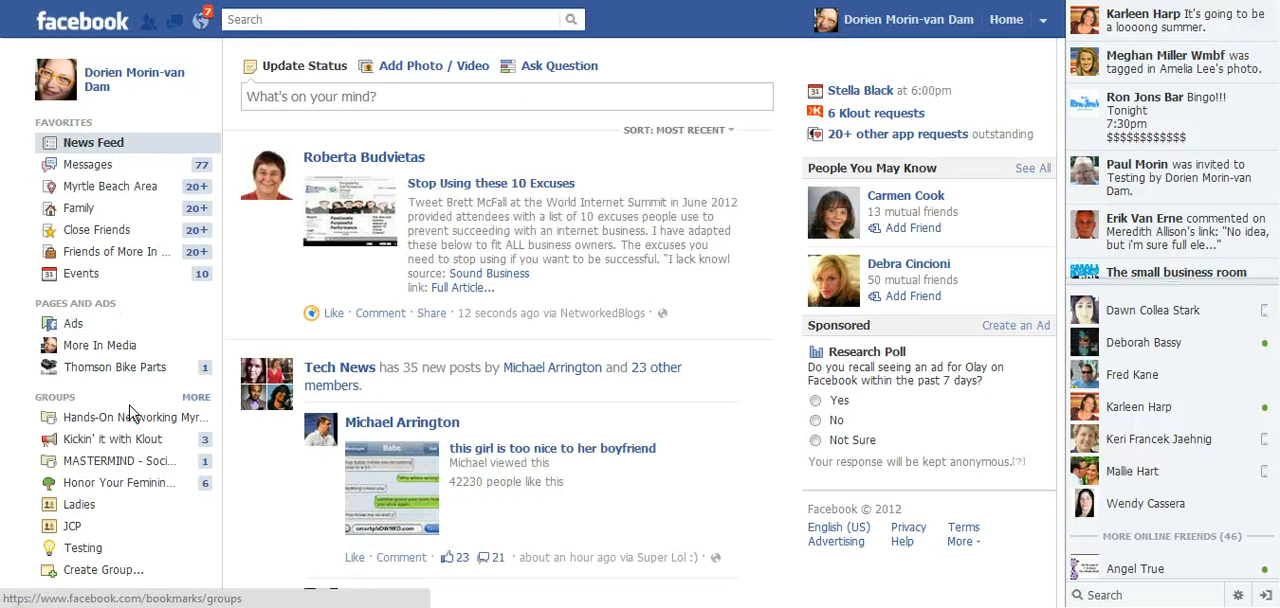 facebook
7
Search
Dorien Morin-van Dam
Home
Dorien Morin-van
Dam
FAVORITES
News Feed
Messages 77
Myrtle Beach Area 20+
Family 20+
Close Friends 20+
Friends of More In ... 20+
Events 10
PAGES AND ADS
Ads
More In Media
Thomson Bike Parts 1
GROUPS MORE
Hands-On Networking Myr...
Kickin' it with Klout 3
MASTERMIND - Soci... 1
Honor Your Feminin... 6
Ladies
JCP
Testing
Create Group...
https://www.facebook.com/bookmarks/groups
Update Status Add Photo / Video Ask Question
What's on your mind?
SORT: MOST RECENT
Roberta Budvietas
Stop Using these 10 Excuses
Tweet Brett McFall at the World Internet Summit in June 2012
provided attendees with a list of 10 excuses people use to
prevent succeeding with an internet business. I have adapted
these below to fit ALL business owners. The excuses you
need to stop using if you want to be successful. "I lack knowl
source: Sound Business
link: Full Article...
Like · Comment · Share · 12 seconds ago via NetworkedBlogs ·
Tech News has 35 new posts by Michael Arrington and 23 other
members.
Michael Arrington
this girl is too nice to her boyfriend
Michael viewed this
42230 people like this
Babe.
smartphOWNED.com
Like · Comment · 23 21 · about an hour ago via Super Lol :) ·
31 Stella Black at 6:00pm
6 Klout requests
20+ other app requests outstanding
People You May Know See All
Carmen Cook
13 mutual friends
Add Friend
Debra Cincioni
50 mutual friends
Add Friend
Sponsored Create an Ad
Research Poll
Do you recall seeing an ad for Olay on
Facebook within the past 7 days?
Yes
No
Not Sure
Your response will be kept anonymous.[?]
Facebook © 2012
English (US) Privacy Terms
Advertising Help More
Karleen Harp It's going to be
a loooong summer.
Meghan Miller Wmbf was
tagged in Amelia Lee's photo.
Ron Jons Bar Bingo!!!
Tonight
7:30pm
$$$$$$$$$$$$
Paul Morin was invited to
Testing by Dorien Morin-van
Dam.
Erik Van Erne commented on
Meredith Allison's link: "No idea,
but i'm sure full ele..."
The small business room
Dawn Collea Stark
Deborah Bassy
Fred Kane
Karleen Harp
Keri Francek Jaehnig
Mallie Hart
Wendy Cassera
MORE ONLINE FRIENDS (46)
Angel True
Search